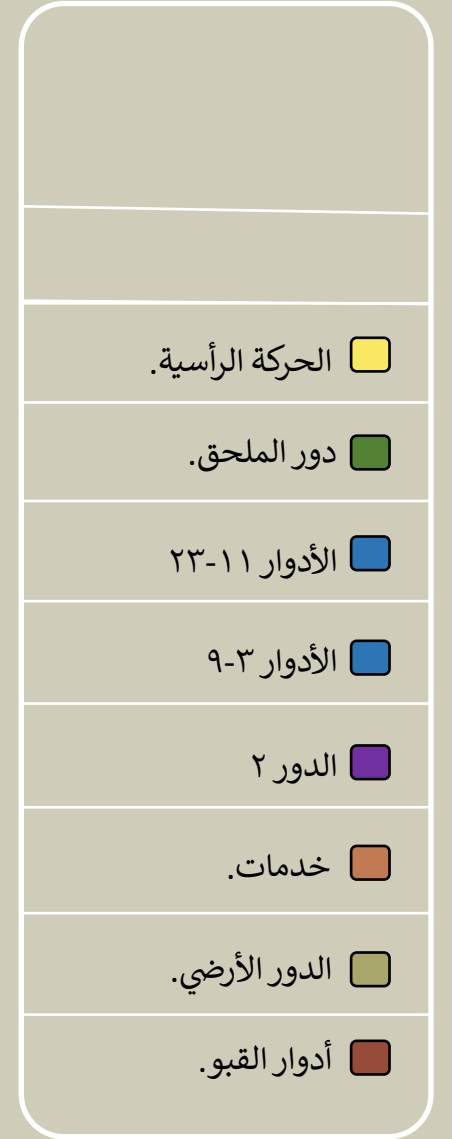 الحركة الرأسية.
دور الملحق.
الأدوار ١١-٢٣
الأدوار ٣-٩
الدور ٢
خدمات.
الدور الأرضي.
أدوار القبو.